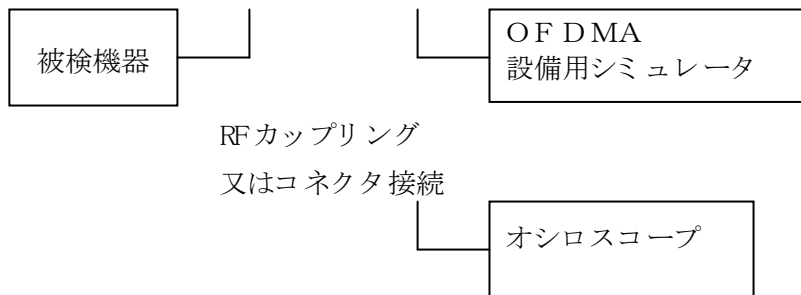 被検機器
ＯＦＤＭＡ
設備用シミュレータ
RFカップリング
又はコネクタ接続
オシロスコープ